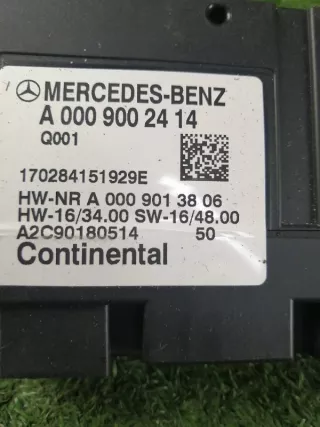 MERCEDES-BENZ
A 000 900 24 14
Q001
170284151929E
HW-NR A 000 901 38 06
HW-16/34.00 SW-16/48.00
A2C90180514 50
Continental